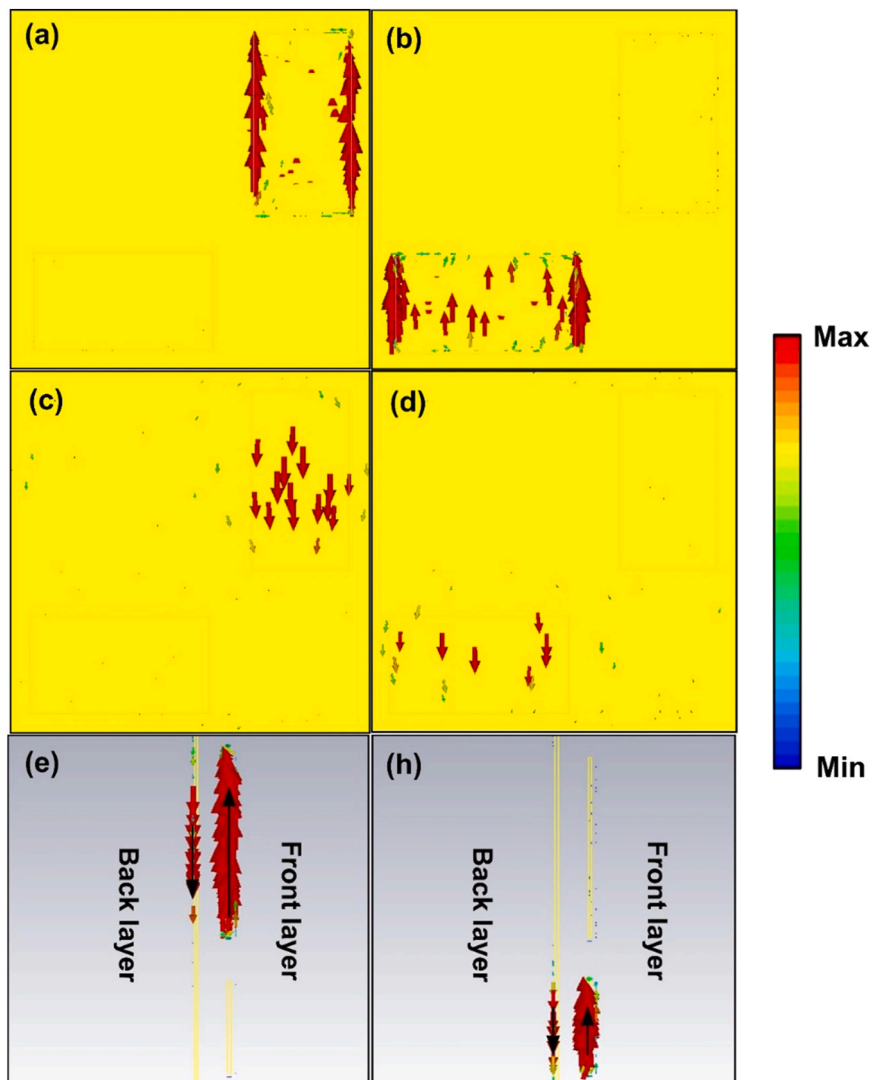 (a)
(b)
Max
(c)
(d)
Min
(e)
Back layer
Front layer
(h)
Back layer
Front layer